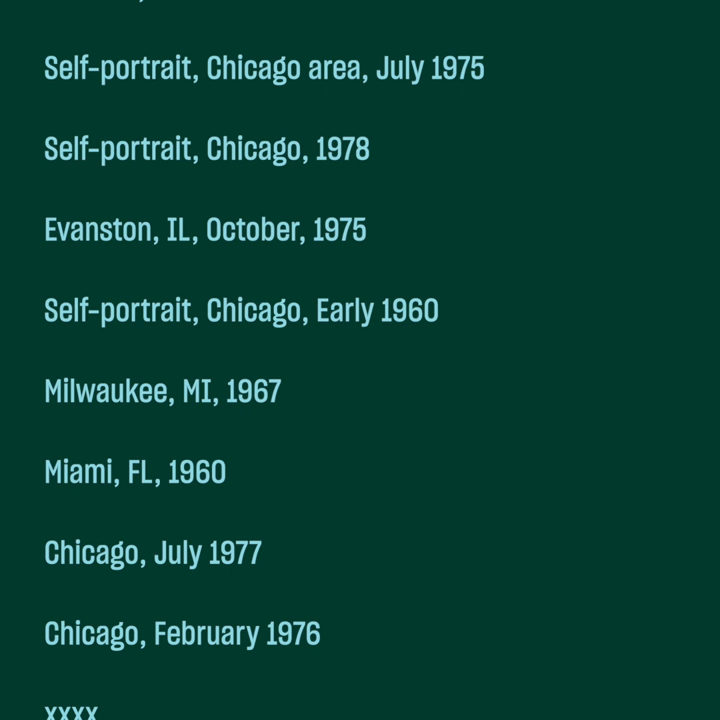 Self-portrait, Chicago area, July 1975
Self-portrait, Chicago, 1978
Evanston, IL, October, 1975
Self-portrait, Chicago, Early 1960
Milwaukee, MI, 1967
Miami, FL, 1960
Chicago, July 1977
Chicago, February 1976
xxxx